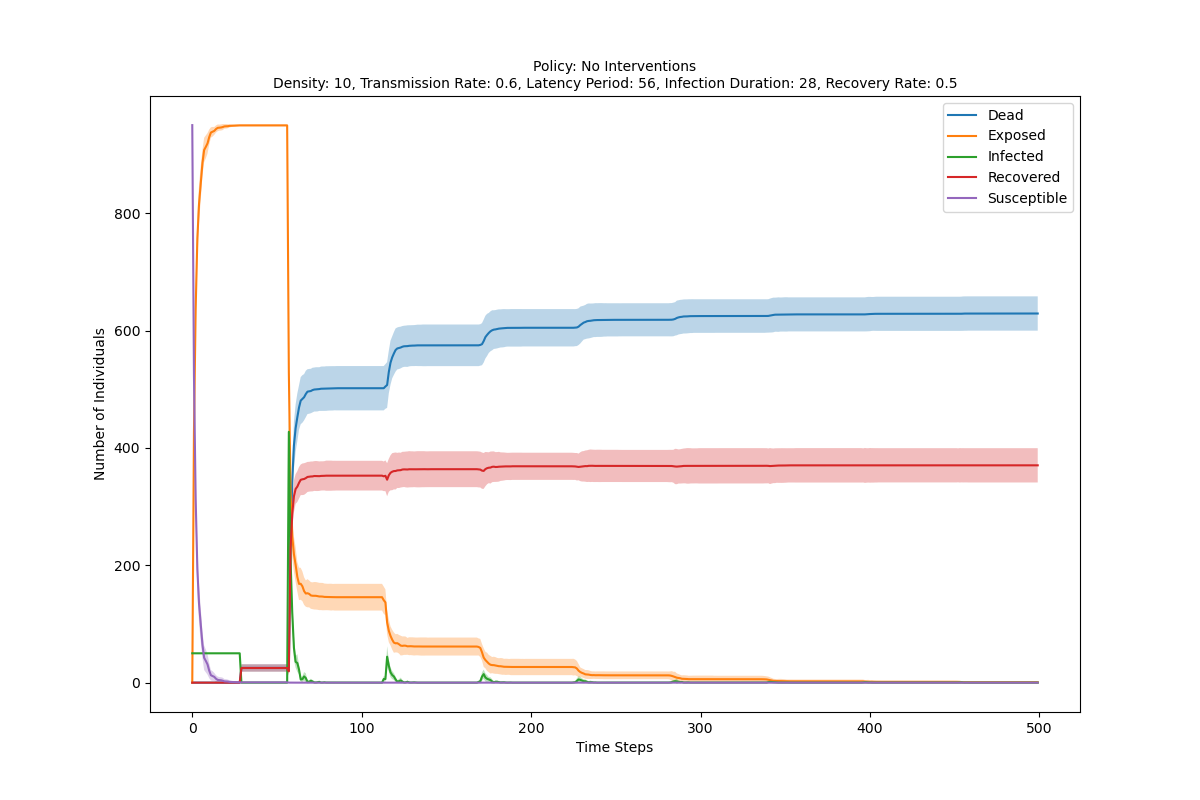 Policy: No Interventions
Density: 10, Transmission Rate: 0.6, Latency Period: 56, Infection Duration: 28, Recovery Rate: 0.5
Dead
Exposed
Infected
Recovered
Susceptible
Number of Individuals
800
600
400
200
0
0
100
200
300
400
500
Time Steps